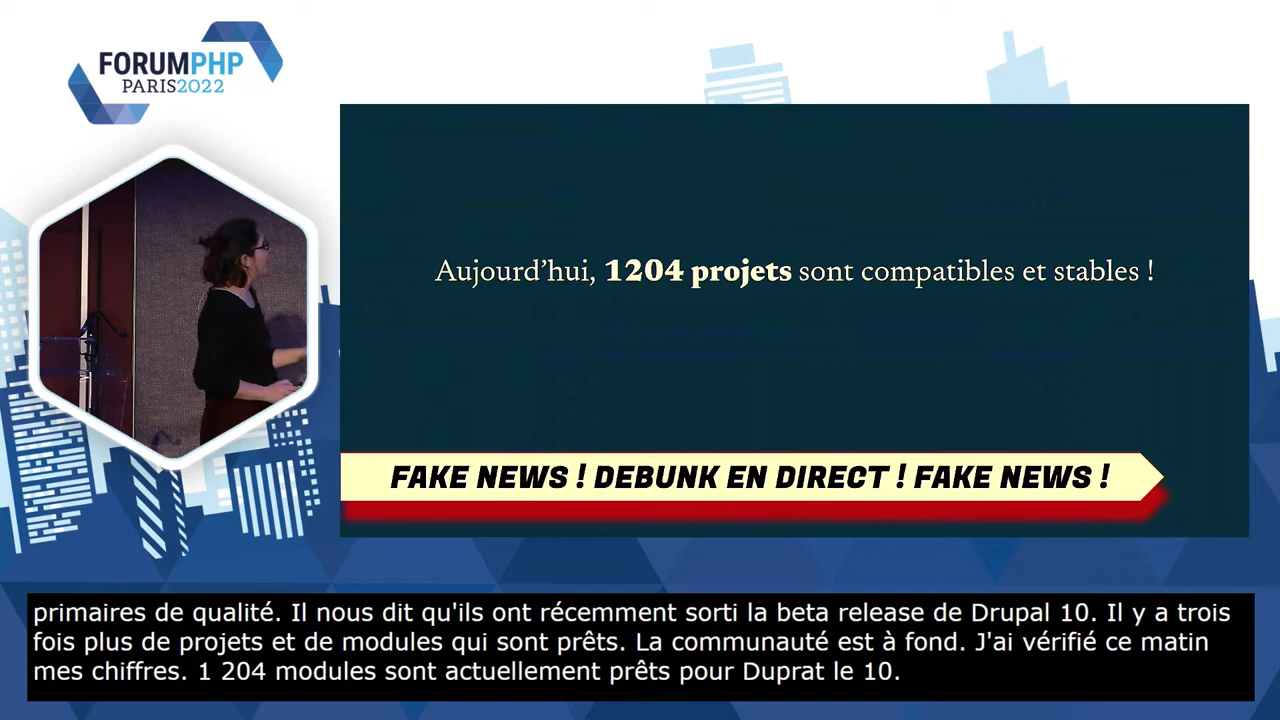 FORUMPHP
PARIS2022
Aujourd’hui, 1204 projets sont compatibles et stables !
FAKE NEWS ! DEBUNK EN DIRECT ! FAKE NEWS !
primaires de qualité. Il nous dit qu'ils ont récemment sorti la beta release de Drupal 10. Il y a trois
fois plus de projets et de modules qui sont prêts. La communauté est à fond. J'ai vérifié ce matin
mes chiffres. 1 204 modules sont actuellement prêts pour Duprat le 10.